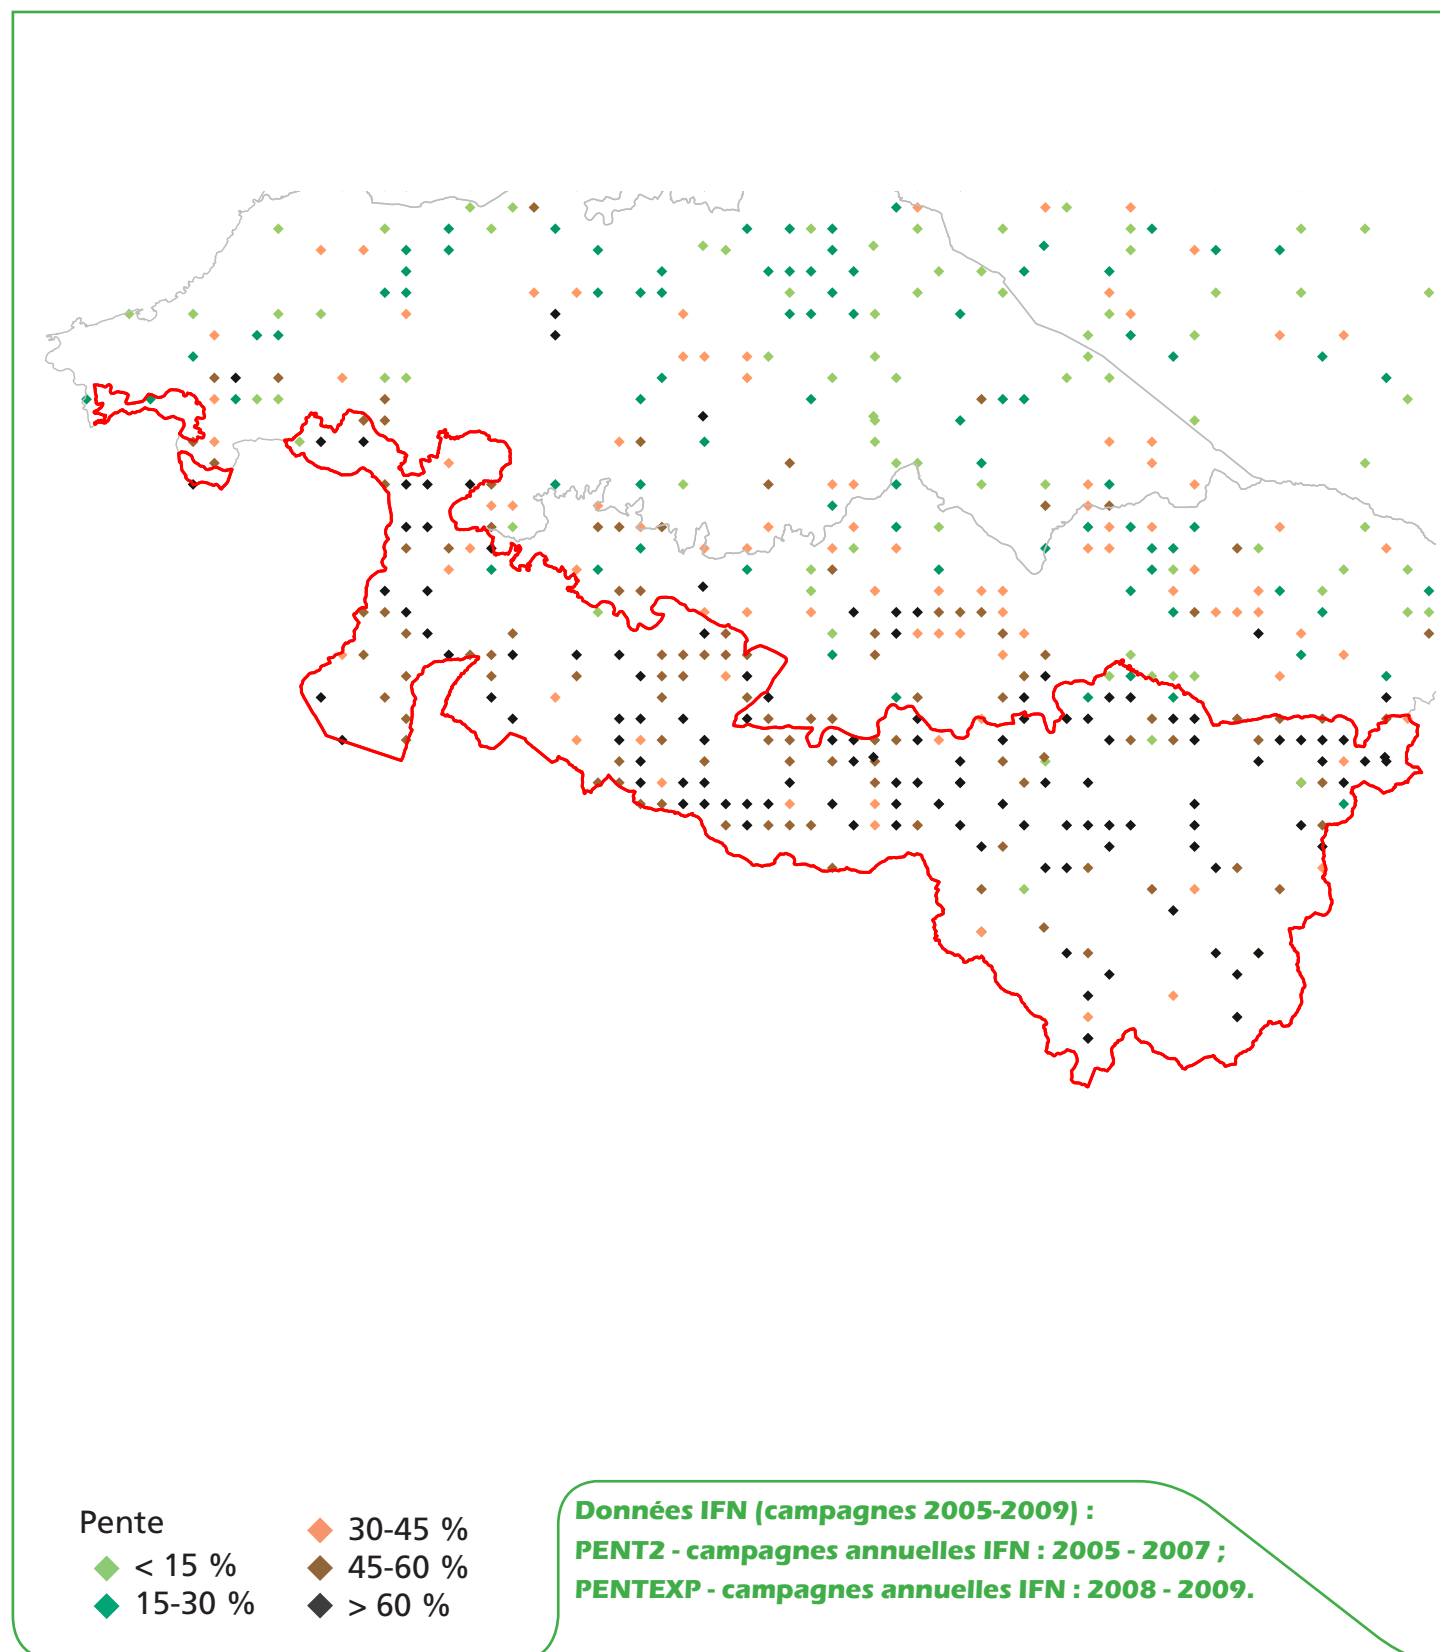 Pente
< 15 %
15-30 %
30-45 %
45-60 %
> 60 %
Données IFN (campagnes 2005-2009) :
PENT2 - campagnes annuelles IFN : 2005 - 2007 ;
PENTEXP - campagnes annuelles IFN : 2008 - 2009.